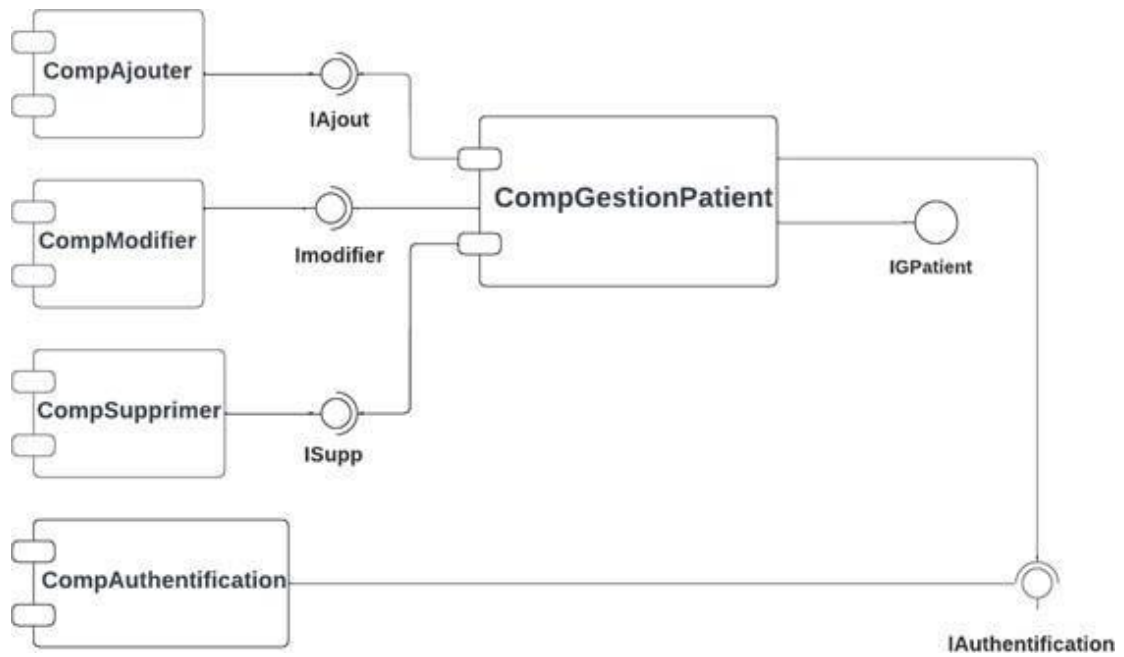 CompAjouter
IAjout
CompModifier
Imodifier
CompGestionPatient
IGPatient
CompSupprimer
ISupp
CompAuthentification
IAuthentification